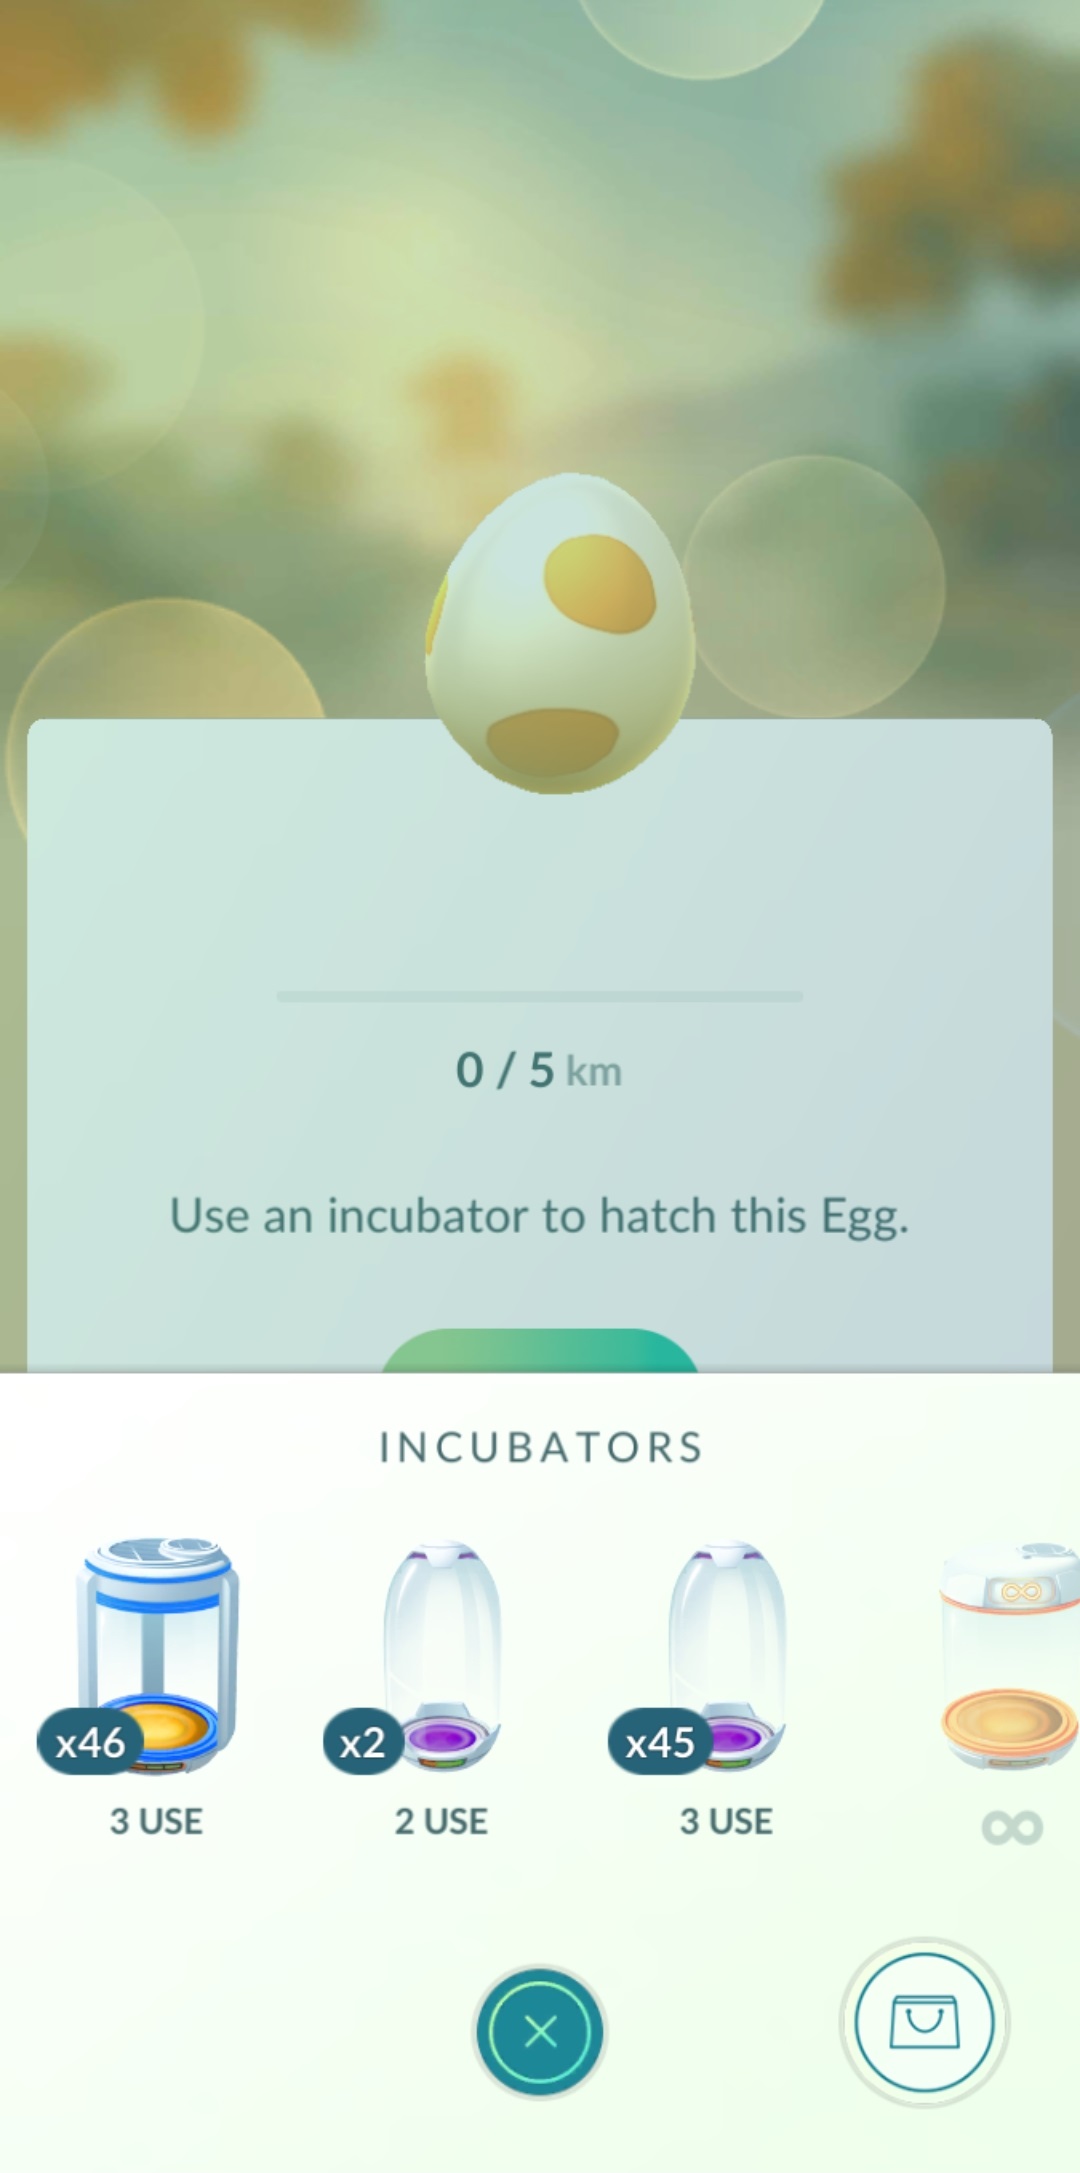 0 / 5 km
Use an incubator to hatch this Egg.
INCUBATORS
x46
x2
x45
3 USE
2 USE
3 USE
∞